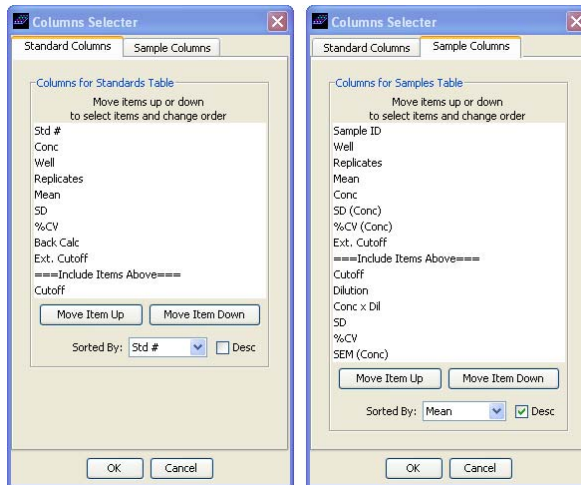 Columns Selecter
Standard Columns
Sample Columns
Columns for Standards Table
Move items up or down
to select items and change order
Std #
Conc
Well
Replicates
Mean
SD
%CV
Back Calc
Ext. Cutoff
===Include Items Above===
Cutoff
Move Item Up
Move Item Down
Sorted By:
Std #
Desc
OK
Cancel
Columns Selecter
Standard Columns
Sample Columns
Columns for Samples Table
Move items up or down
to select items and change order
Sample ID
Well
Replicates
Mean
Conc
SD (Conc)
%CV (Conc)
Ext. Cutoff
===Include Items Above===
Cutoff
Dilution
Conc x Dil
SD
%CV
SEM (Conc)
Move Item Up
Move Item Down
Sorted By:
Mean
Desc
OK
Cancel